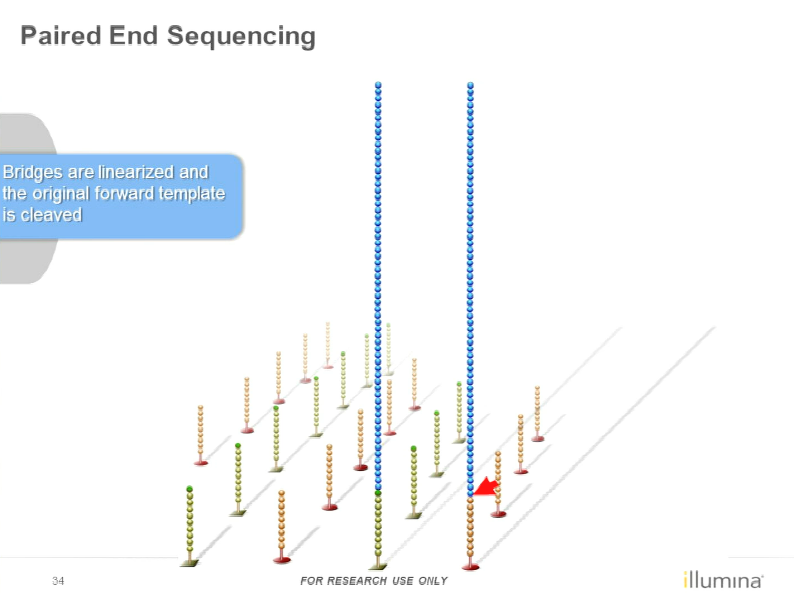 Paired End Sequencing
Bridges are linearized and
the original forward template
is cleaved
34
FOR RESEARCH USE ONLY
illumina